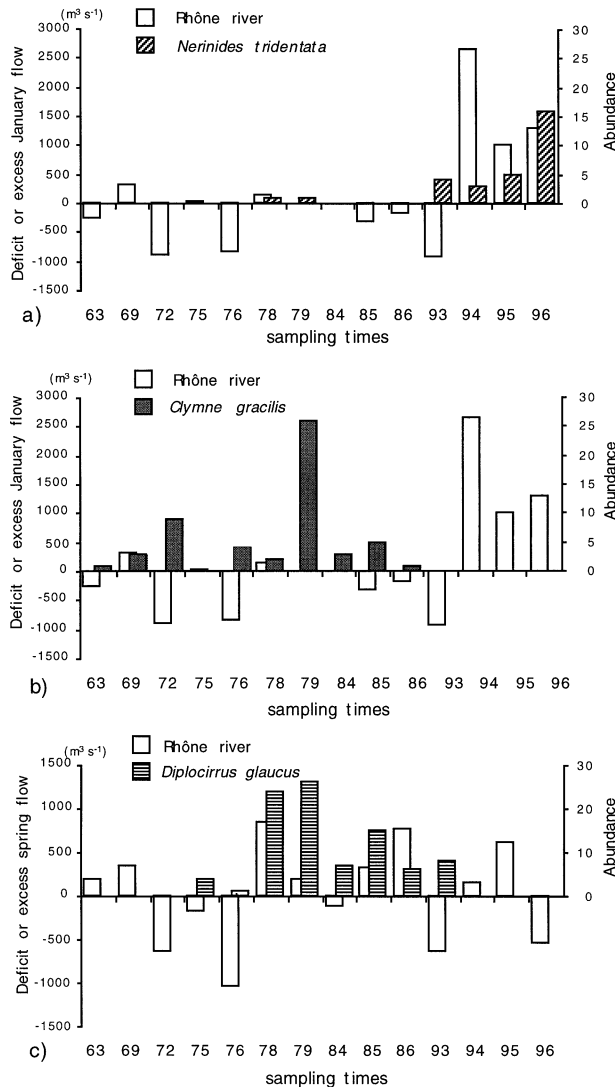 (m³ s⁻¹)
Rhône river
Nerinides tridentata
Deficit or excess January flow
3000
2500
2000
1500
1000
500
0
-500
-1000
-1500
30
25
20
15
10
5
0
Abundance
a)
63 69 72 75 76 78 79 84 85 86 93 94 95 96
sampling times
(m³ s⁻¹)
Rhône river
Clymne gracilis
Deficit or excess January flow
3000
2500
2000
1500
1000
500
0
-500
-1000
-1500
30
25
20
15
10
5
0
Abundance
b)
63 69 72 75 76 78 79 84 85 86 93 94 95 96
sampling times
(m³ s⁻¹)
Rhône river
Diplocirrus glaucus
Deficit or excess spring flow
1500
1000
500
0
-500
-1000
-1500
30
20
10
0
Abundance
c)
63 69 72 75 76 78 79 84 85 86 93 94 95 96
sampling times